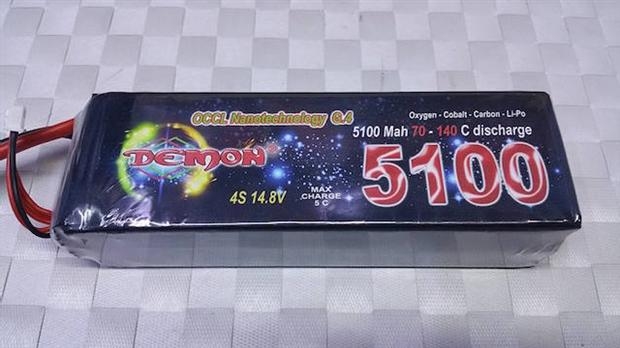 OCCL Nanotechnology G.4
Oxygen - Cobalt - Carbon - Li-Po
5100 Mah 70 - 140 C discharge
DEMON
5100
4S 14.8V
MAX
CHARGE
5 C